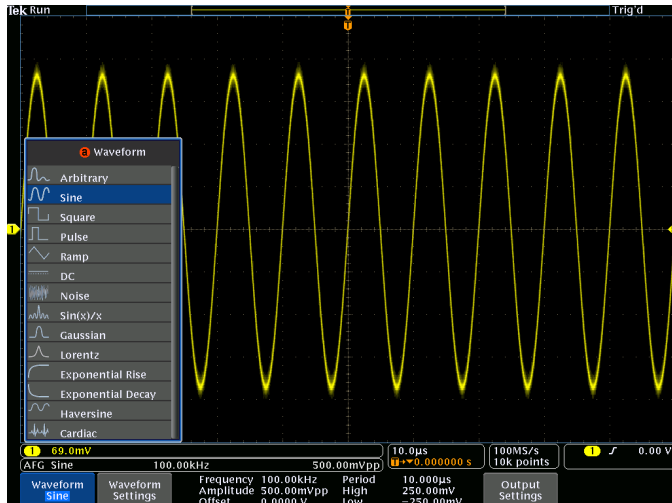 Tek Run Trig'd
T
a Waveform
Arbitrary
Sine
Square
Pulse
Ramp
DC
Noise
Sin(x)/x
Gaussian
Lorentz
Exponential Rise
Exponential Decay
Haversine
Cardiac
1
1 69.0mV
AFG Sine 100.00kHz 500.00mVpp
10.0µs
T→▼0.000000 s
100MS/s
10k points
1 0.00 V
Waveform
Sine
Waveform
Settings
Frequency 100.00kHz
Amplitude 500.00mVpp
Offset 0.0000 V
Period 10.000µs
High 250.00mV
Low −250.00mV
Output
Settings